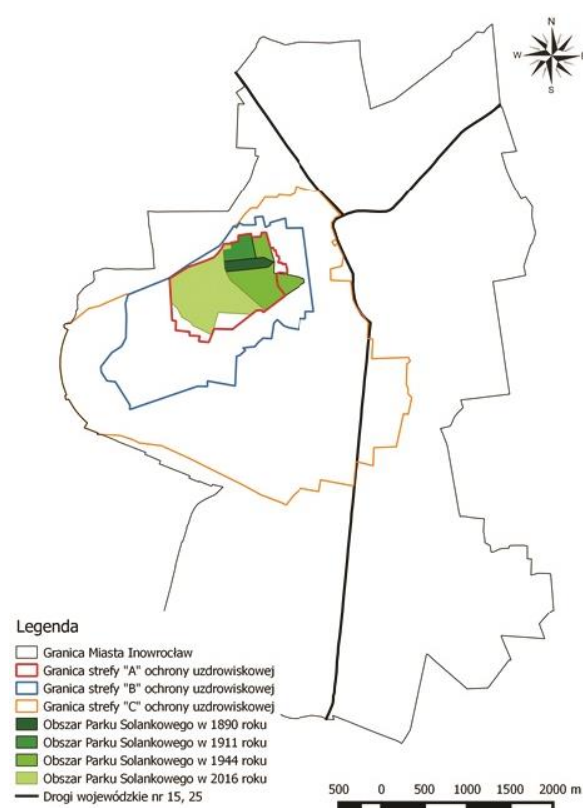 N
W
E
S
Legenda
Granica Miasta Inowrocław
Granica strefy "A" ochrony uzdrowiskowej
Granica strefy "B" ochrony uzdrowiskowej
Granica strefy "C" ochrony uzdrowiskowej
Obszar Parku Solankowego w 1890 roku
Obszar Parku Solankowego w 1911 roku
Obszar Parku Solankowego w 1944 roku
Obszar Parku Solankowego w 2016 roku
Drogi wojewódzkie nr 15, 25
500 0 500 1000 1500 2000 m